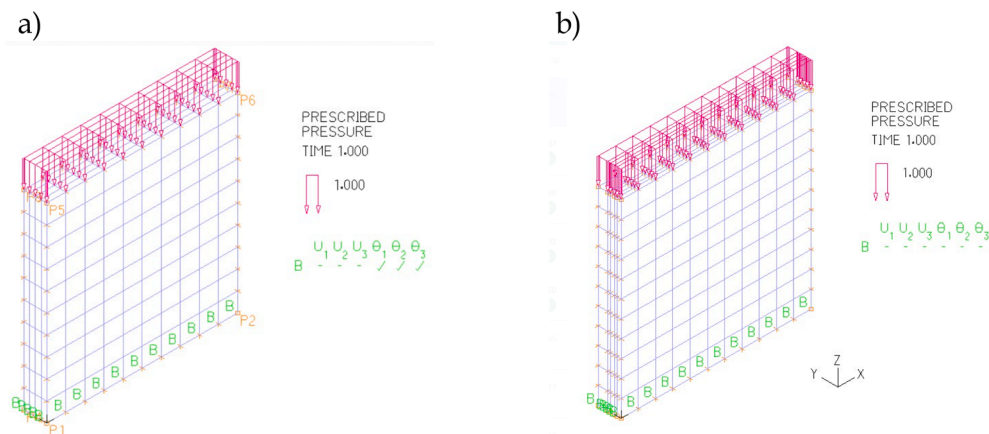 a)
P6
PRESCRIBED
PRESSURE
TIME 1.000
1.000
P5
U1 U2 U3 θ1 θ2 θ3
B - - - / / /
B B B B B B B B B B
P2
B B B B
P1
b)
PRESCRIBED
PRESSURE
TIME 1.000
1.000
U1 U2 U3 θ1 θ2 θ3
B - - - - - -
B B B B B B B B B B
Z
Y X